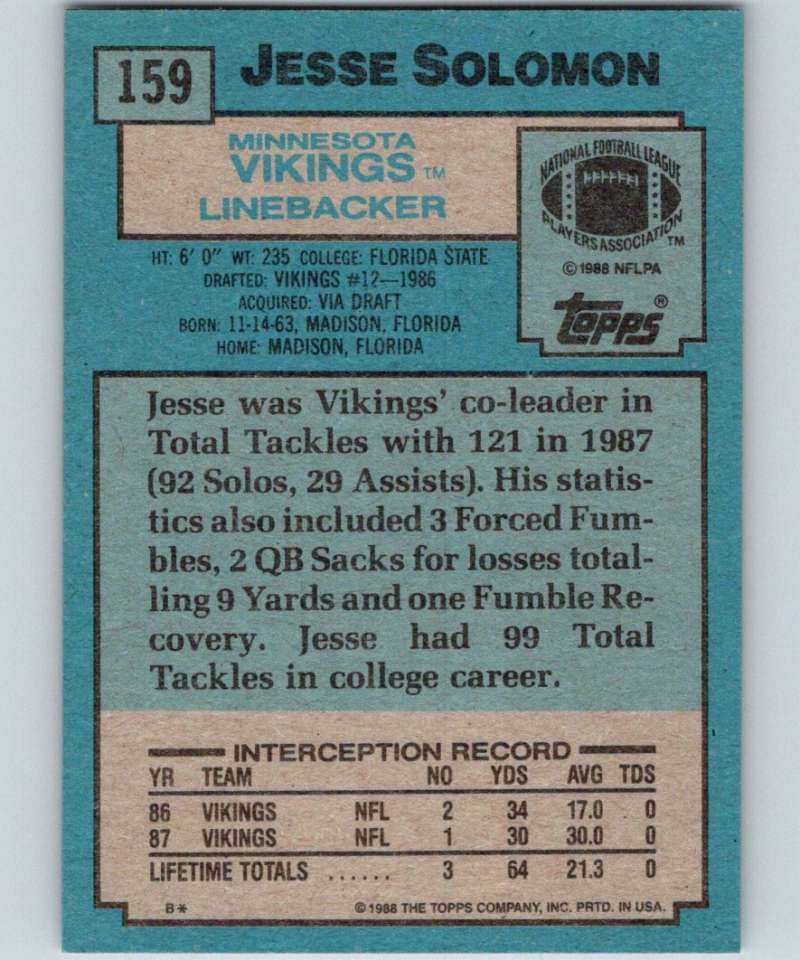 159
JESSE SOLOMON
MINNESOTA
VIKINGS™
LINEBACKER
NATIONAL FOOTBALL LEAGUE
PLAYERS ASSOCIATION™
©1988 NFLPA
topps®
HT: 6' 0" WT: 235 COLLEGE: FLORIDA STATE
DRAFTED: VIKINGS #12—1986
ACQUIRED: VIA DRAFT
BORN: 11-14-63, MADISON, FLORIDA
HOME: MADISON, FLORIDA
Jesse was Vikings' co-leader in
Total Tackles with 121 in 1987
(92 Solos, 29 Assists). His statis-
tics also included 3 Forced Fum-
bles, 2 QB Sacks for losses total-
ling 9 Yards and one Fumble Re-
covery. Jesse had 99 Total
Tackles in college career.
INTERCEPTION RECORD
YR TEAM NO YDS AVG TDS
86 VIKINGS NFL 2 34 17.0 0
87 VIKINGS NFL 1 30 30.0 0
LIFETIME TOTALS ...... 3 64 21.3 0
B* ©1988 THE TOPPS COMPANY, INC. PRTD. IN USA.